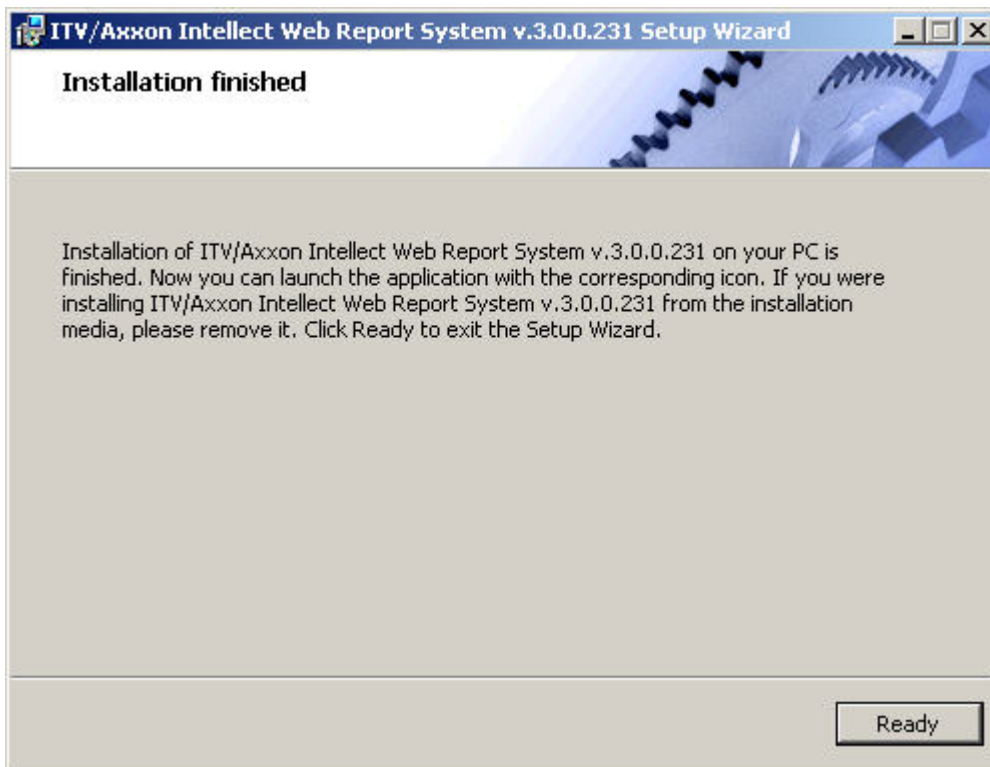 ITV/Axxon Intellect Web Report System v.3.0.0.231 Setup Wizard
Installation finished
Installation of ITV/Axxon Intellect Web Report System v.3.0.0.231 on your PC is
finished. Now you can launch the application with the corresponding icon. If you were
installing ITV/Axxon Intellect Web Report System v.3.0.0.231 from the installation
media, please remove it. Click Ready to exit the Setup Wizard.
Ready